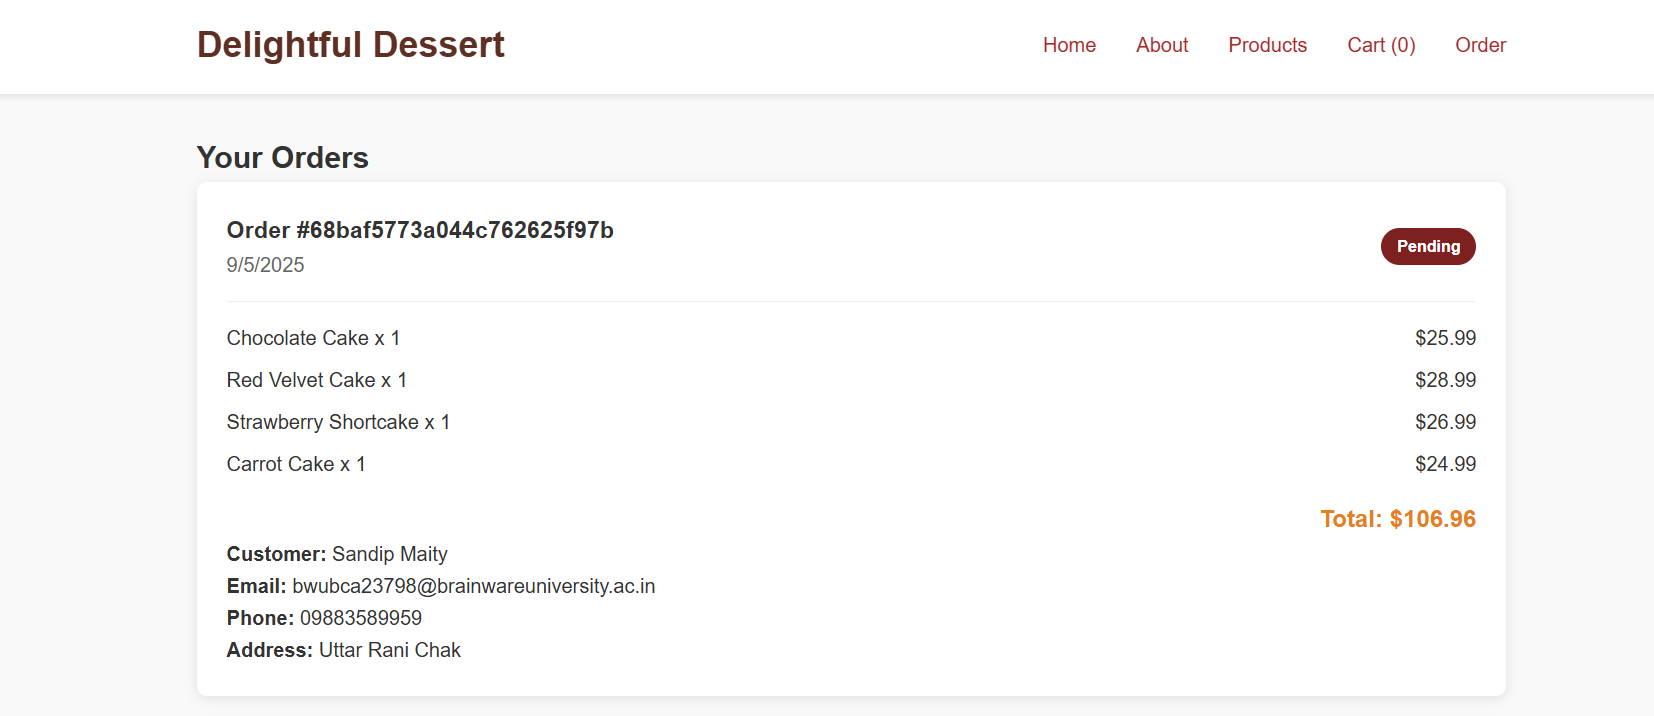 Delightful Dessert
Home About Products Cart (0) Order
Your Orders
Order #68baf5773a044c762625f97b
Pending
9/5/2025
Chocolate Cake x 1 $25.99
Red Velvet Cake x 1 $28.99
Strawberry Shortcake x 1 $26.99
Carrot Cake x 1 $24.99
Total: $106.96
Customer: Sandip Maity
Email: bwubca23798@brainwareuniversity.ac.in
Phone: 09883589959
Address: Uttar Rani Chak